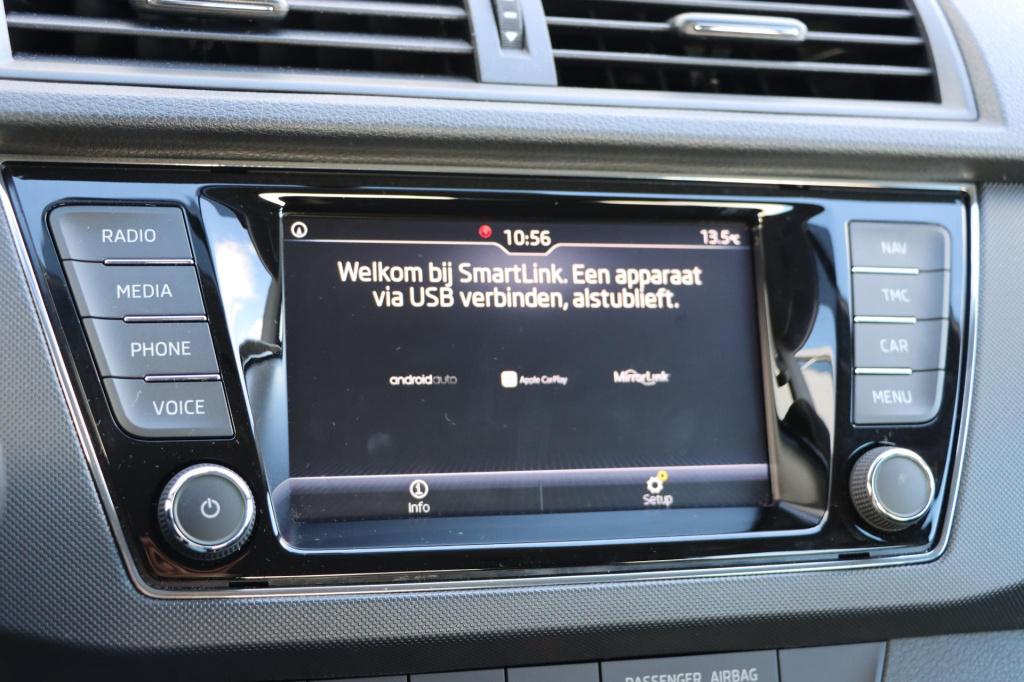 RADIO
MEDIA
PHONE
VOICE
10:56
13.5°C
Welkom bij SmartLink. Een apparaat
via USB verbinden, alstublieft.
androidauto
Apple CarPlay
MirrorLink
Info
Setup
NAV
TMC
CAR
MENU
PASSENGER AIRBAG